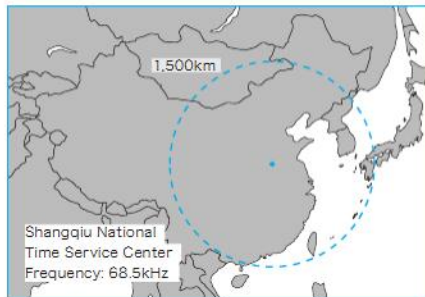 1,500km
Shangqiu National
Time Service Center
Frequency: 68.5kHz